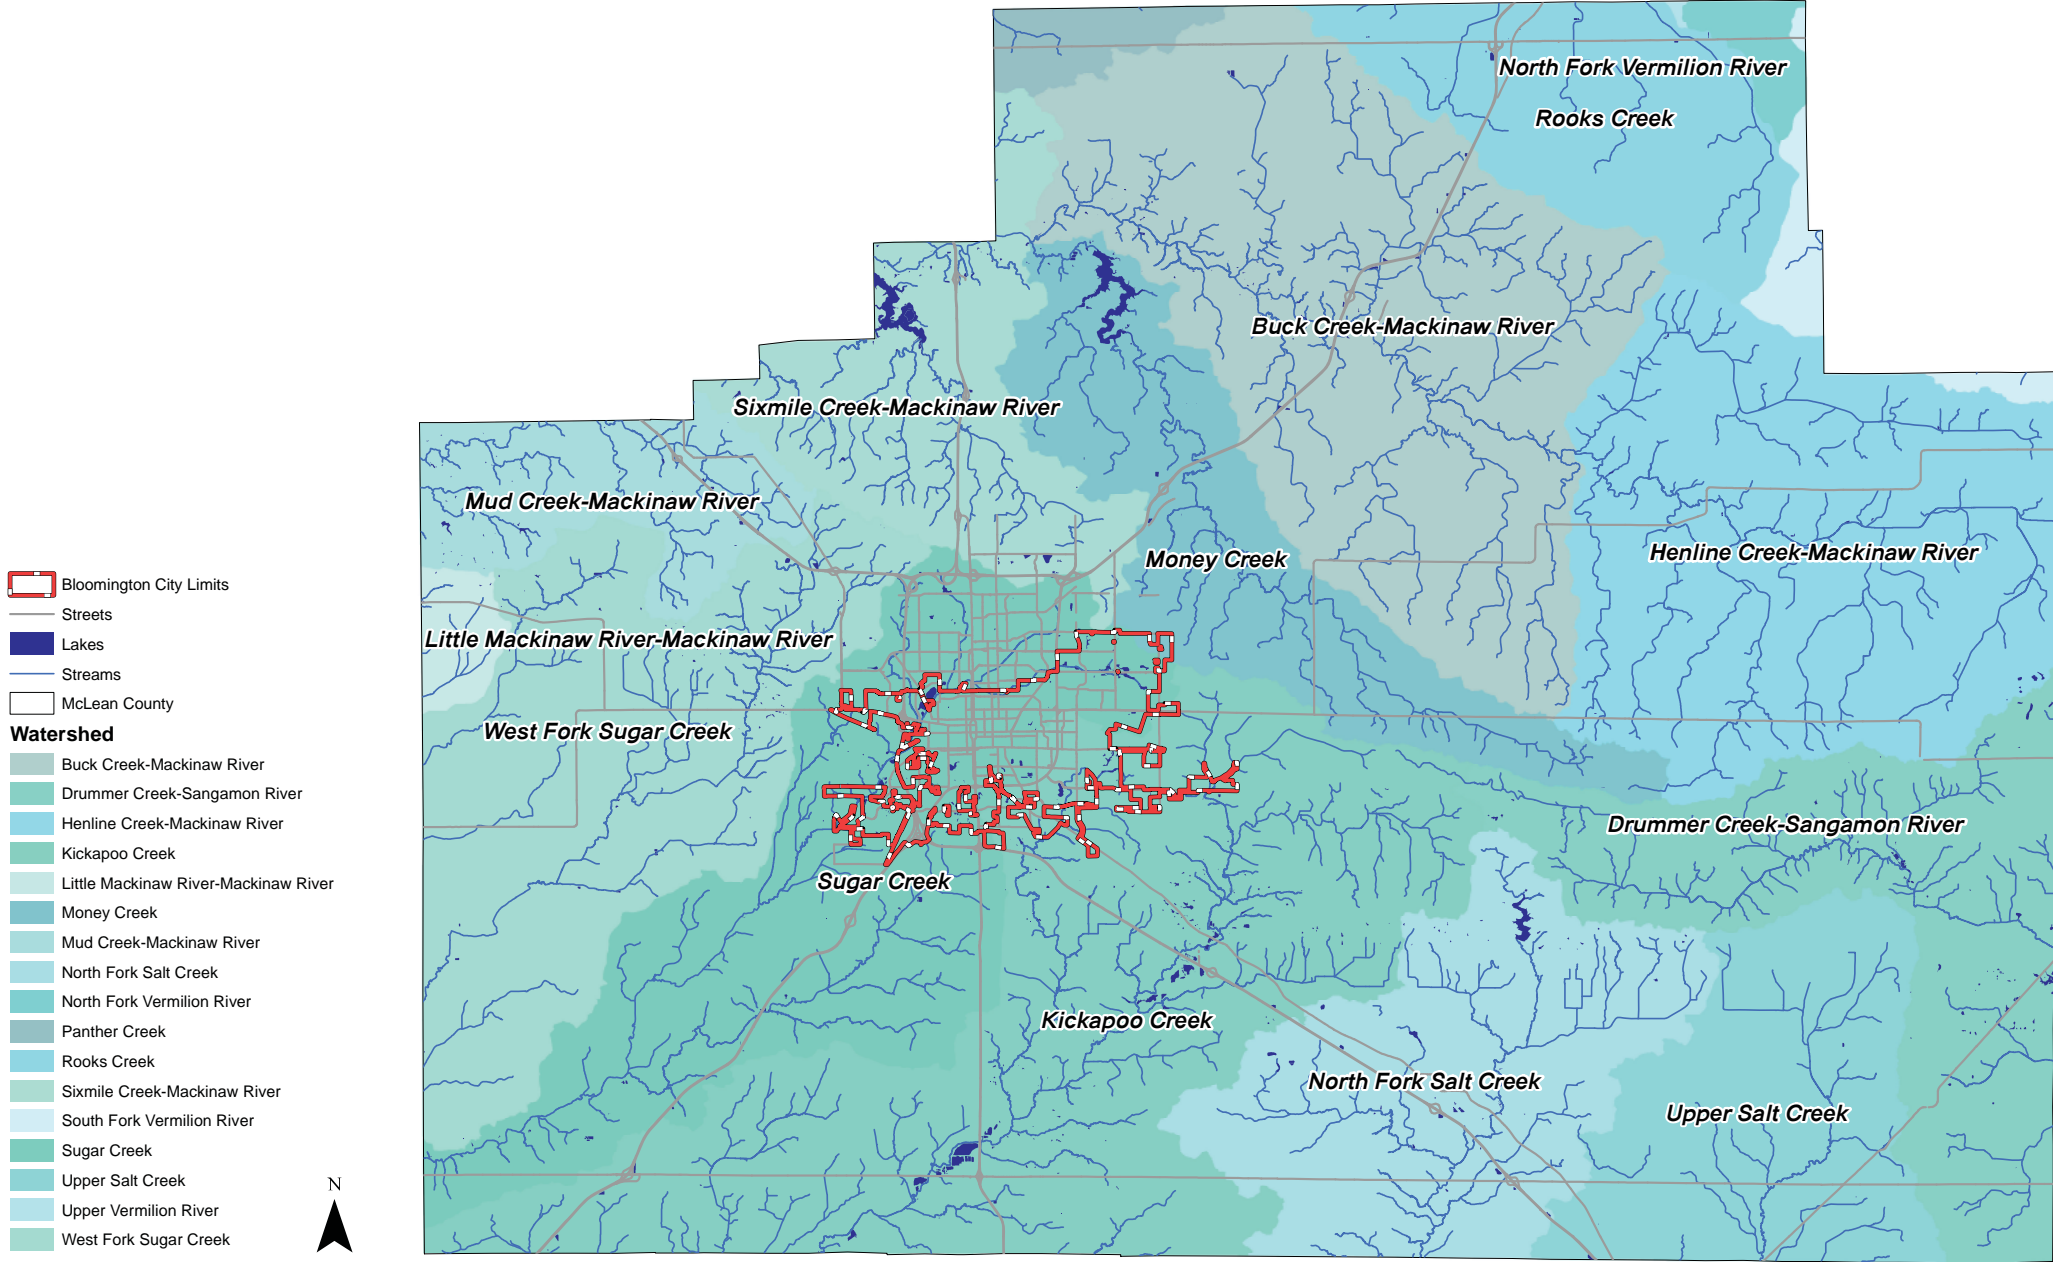 North Fork Vermilion River
Rooks Creek
Buck Creek-Mackinaw River
Sixmile Creek-Mackinaw River
Mud Creek-Mackinaw River
Money Creek
Henline Creek-Mackinaw River
Little Mackinaw River-Mackinaw River
West Fork Sugar Creek
Drummer Creek-Sangamon River
Sugar Creek
Kickapoo Creek
North Fork Salt Creek
Upper Salt Creek
Bloomington City Limits
Streets
Lakes
Streams
McLean County
Watershed
Buck Creek-Mackinaw River
Drummer Creek-Sangamon River
Henline Creek-Mackinaw River
Kickapoo Creek
Little Mackinaw River-Mackinaw River
Money Creek
Mud Creek-Mackinaw River
North Fork Salt Creek
North Fork Vermilion River
Panther Creek
Rooks Creek
Sixmile Creek-Mackinaw River
South Fork Vermilion River
Sugar Creek
Upper Salt Creek
Upper Vermilion River
West Fork Sugar Creek
N